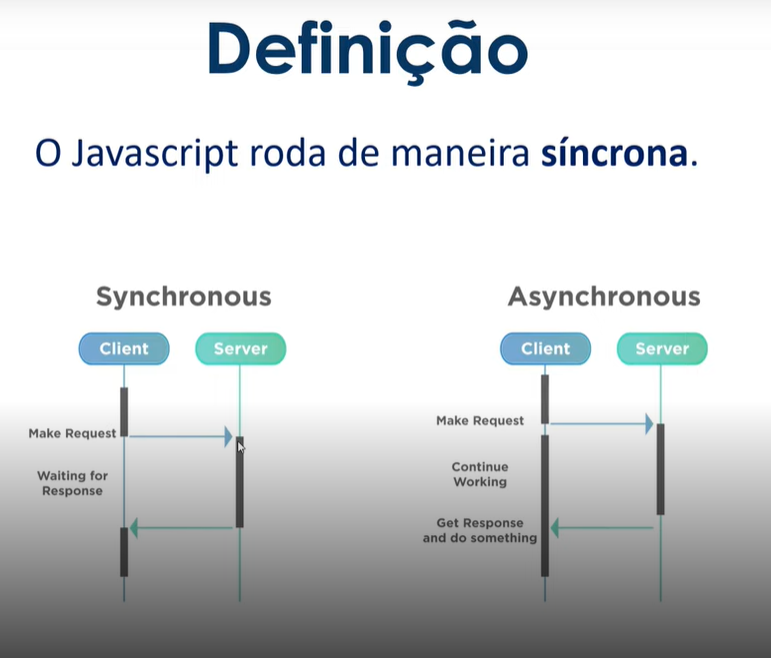 Definição
O Javascript roda de maneira síncrona.
Synchronous
Client
Server
Make Request
Waiting for
Response
Asynchronous
Client
Server
Make Request
Continue
Working
Get Response
and do something